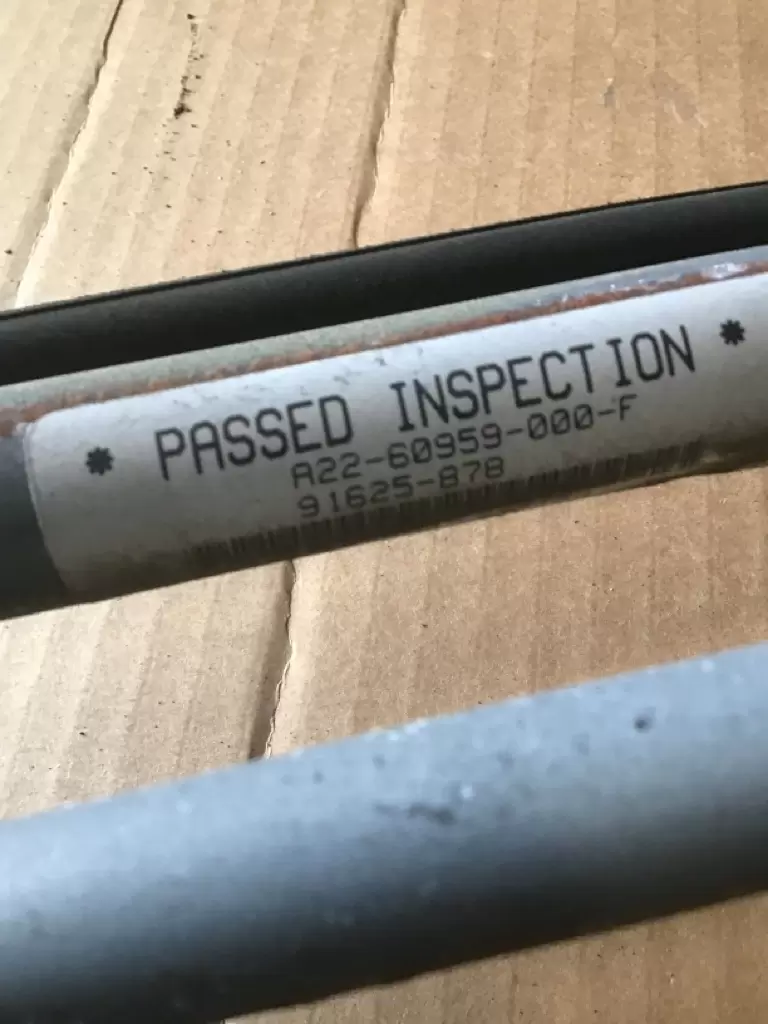 * PASSED INSPECTION *
A22-60959-000-F
91625-878